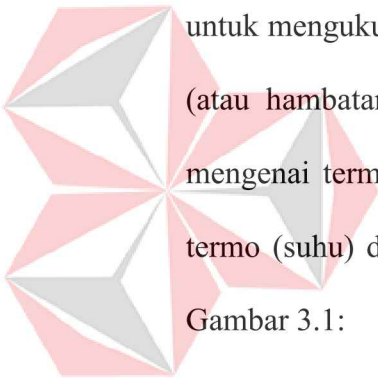 untuk menguku
(atau hambatan
mengenai term
termo (suhu) d
Gambar 3.1: